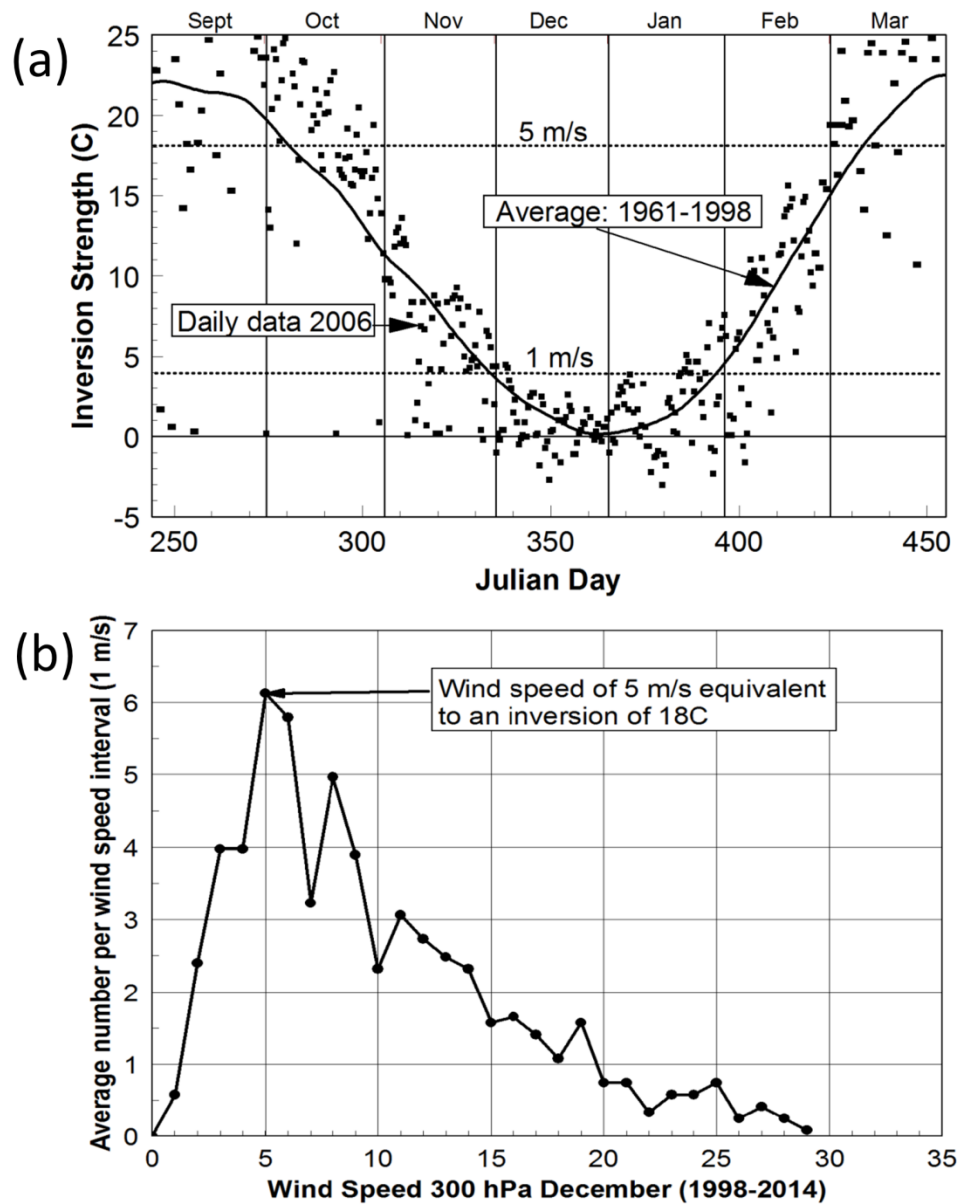 (a)
Sept Oct Nov Dec Jan Feb Mar
25
20
15
10
5
0
-5
Inversion Strength (C)
5 m/s
Average: 1961-1998
Daily data 2006
1 m/s
250 300 350 400 450
Julian Day
(b)
7
6
5
4
3
2
1
0
Average number per wind speed interval (1 m/s)
Wind speed of 5 m/s equivalent
to an inversion of 18C
0 5 10 15 20 25 30 35
Wind Speed 300 hPa December (1998-2014)